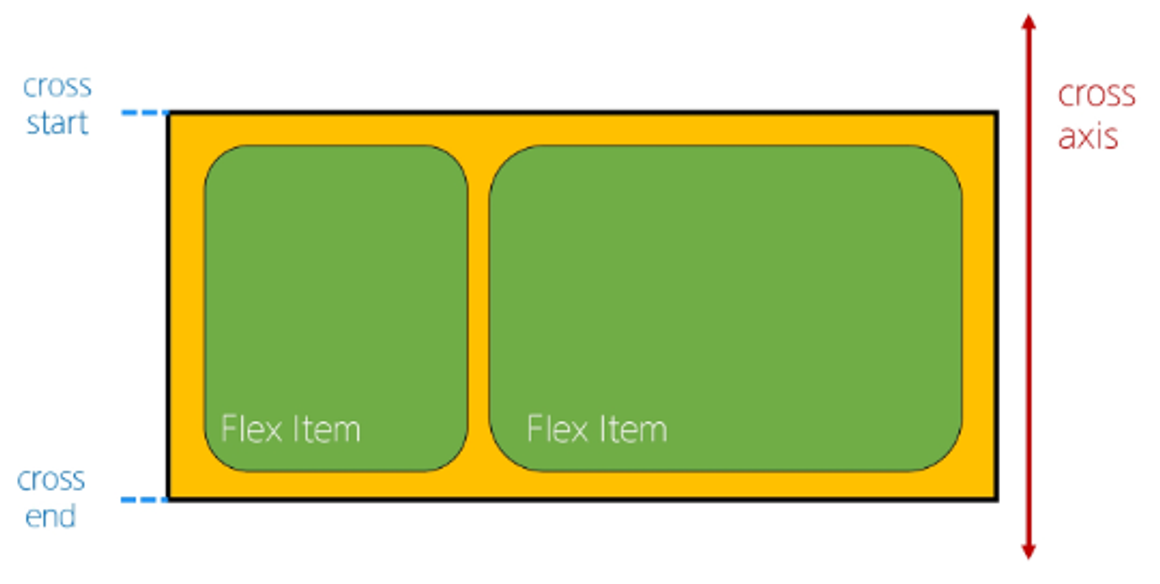 cross
start
cross
axis
Flex Item
Flex Item
cross
end